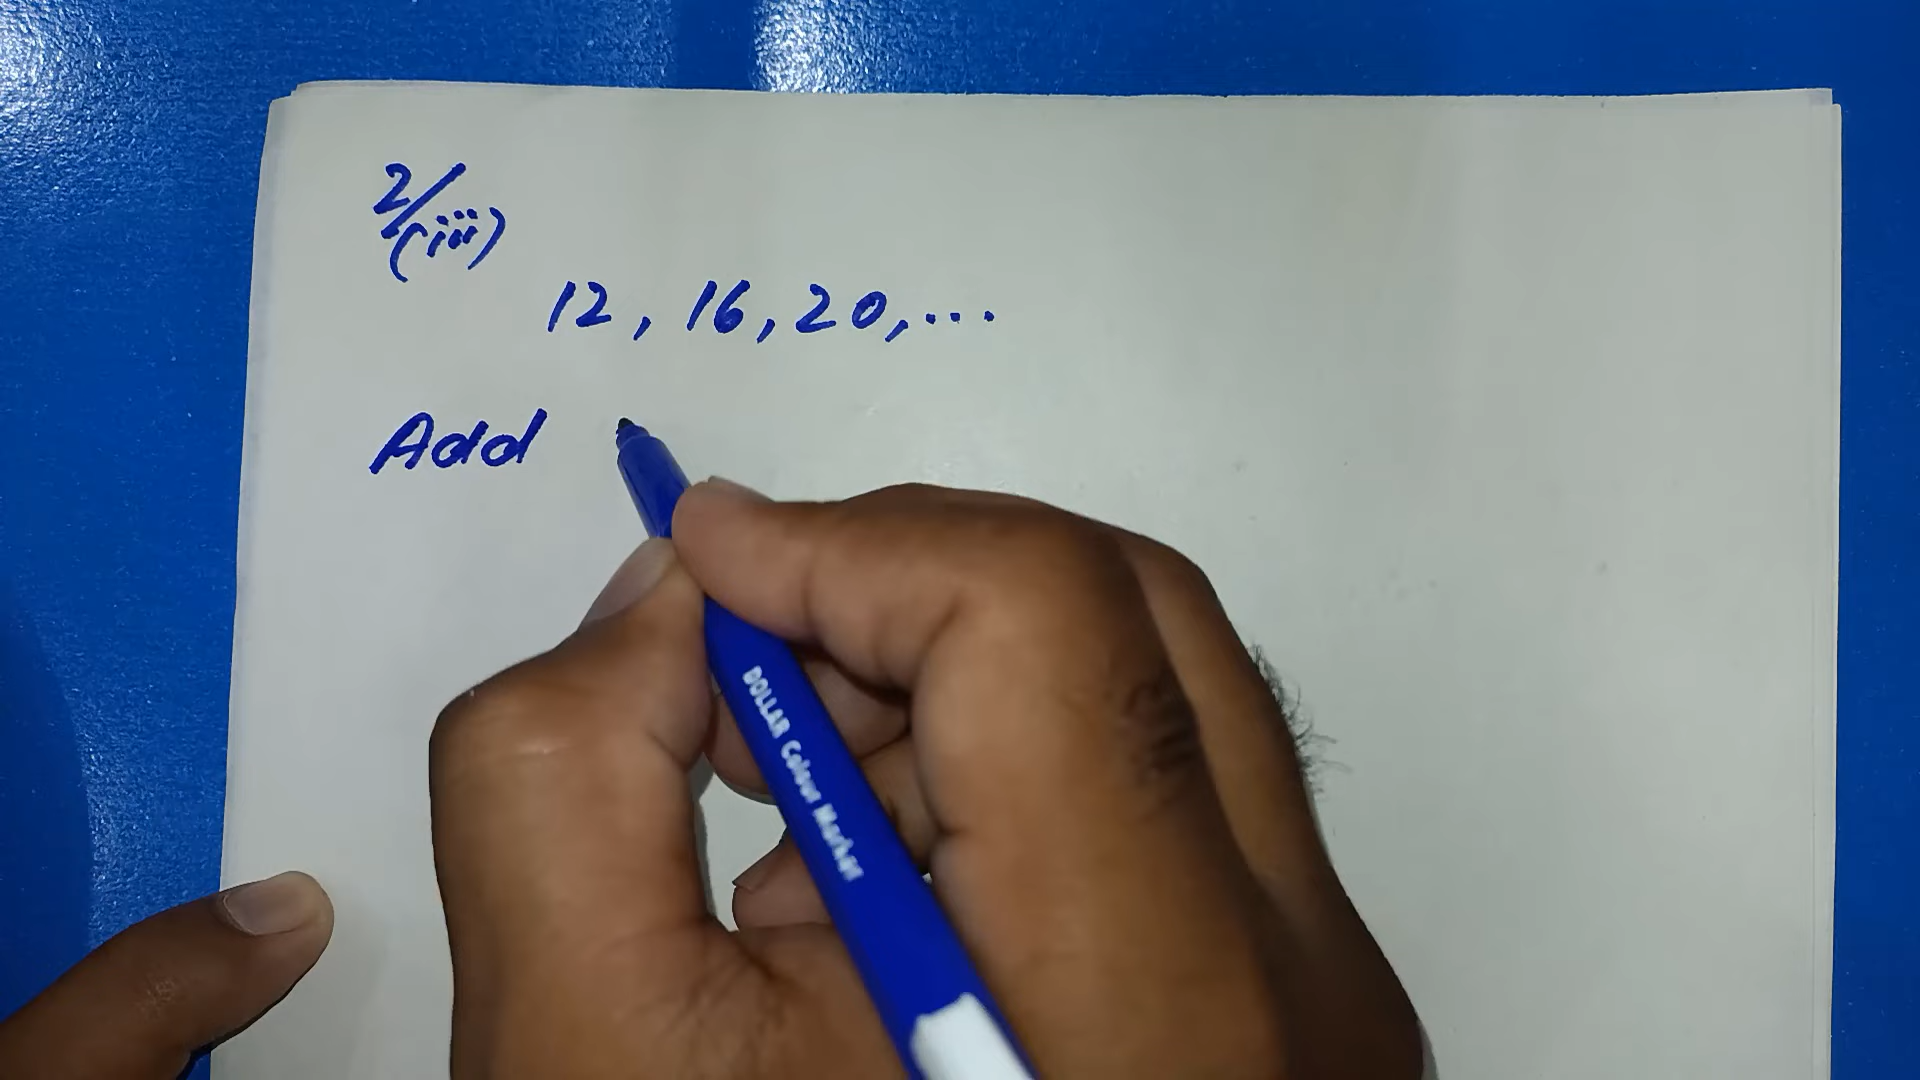 2/(iii)
12, 16, 20, ...
Add
DOLLAR Colour Marker